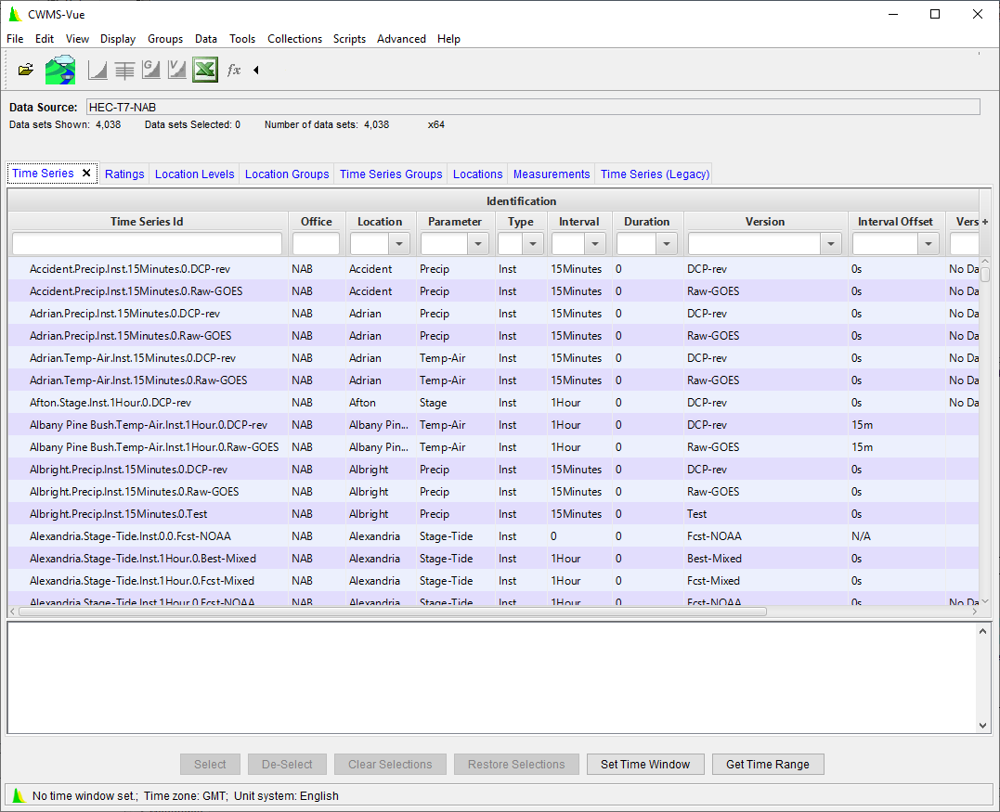 CWMS-Vue
File Edit View Display Groups Data Tools Collections Scripts Advanced Help
G V X fx
Data Source: HEC-T7-NAB
Data sets Shown: 4,038 Data sets Selected: 0 Number of data sets: 4,038 x64
Time Series Ratings Location Levels Location Groups Time Series Groups Locations Measurements Time Series (Legacy)
Identification
Time Series Id Office Location Parameter Type Interval Duration Version Interval Offset Vers +
Accident.Precip.Inst.15Minutes.0.DCP-rev NAB Accident Precip Inst 15Minutes 0 DCP-rev 0s No Da
Accident.Precip.Inst.15Minutes.0.Raw-GOES NAB Accident Precip Inst 15Minutes 0 Raw-GOES 0s No Da
Adrian.Precip.Inst.15Minutes.0.DCP-rev NAB Adrian Precip Inst 15Minutes 0 DCP-rev 0s No Da
Adrian.Precip.Inst.15Minutes.0.Raw-GOES NAB Adrian Precip Inst 15Minutes 0 Raw-GOES 0s No Da
Adrian.Temp-Air.Inst.15Minutes.0.DCP-rev NAB Adrian Temp-Air Inst 15Minutes 0 DCP-rev 0s No Da
Adrian.Temp-Air.Inst.15Minutes.0.Raw-GOES NAB Adrian Temp-Air Inst 15Minutes 0 Raw-GOES 0s No Da
Afton.Stage.Inst.1Hour.0.DCP-rev NAB Afton Stage Inst 1Hour 0 DCP-rev 0s No Da
Albany Pine Bush.Temp-Air.Inst.1Hour.0.DCP-rev NAB Albany Pin... Temp-Air Inst 1Hour 0 DCP-rev 15m
Albany Pine Bush.Temp-Air.Inst.1Hour.0.Raw-GOES NAB Albany Pin... Temp-Air Inst 1Hour 0 Raw-GOES 15m
Albright.Precip.Inst.15Minutes.0.DCP-rev NAB Albright Precip Inst 15Minutes 0 DCP-rev 0s
Albright.Precip.Inst.15Minutes.0.Raw-GOES NAB Albright Precip Inst 15Minutes 0 Raw-GOES 0s
Albright.Precip.Inst.15Minutes.0.Test NAB Albright Precip Inst 15Minutes 0 Test 0s
Alexandria.Stage-Tide.Inst.0.0.Fcst-NOAA NAB Alexandria Stage-Tide Inst 0 0 Fcst-NOAA N/A
Alexandria.Stage-Tide.Inst.1Hour.0.Best-Mixed NAB Alexandria Stage-Tide Inst 1Hour 0 Best-Mixed 0s
Alexandria.Stage-Tide.Inst.1Hour.0.Fcst-Mixed NAB Alexandria Stage-Tide Inst 1Hour 0 Fcst-Mixed 0s
Alexandria.Stage-Tide.Inst.1Hour.0.Fcst-NOAA NAB Alexandria Stage-Tide Inst 1Hour 0 Fcst-NOAA 0s No Da
Select De-Select Clear Selections Restore Selections Set Time Window Get Time Range
No time window set.; Time zone: GMT; Unit system: English